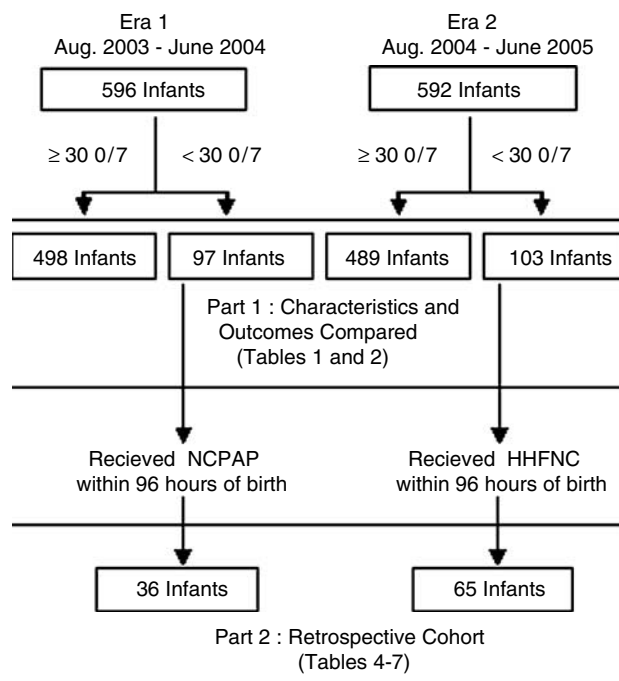 Era 1
Aug. 2003 - June 2004
Era 2
Aug. 2004 - June 2005
596 Infants
592 Infants
≥ 30 0/7
< 30 0/7
≥ 30 0/7
< 30 0/7
498 Infants
97 Infants
489 Infants
103 Infants
Part 1 : Characteristics and
Outcomes Compared
(Tables 1 and 2)
Recieved NCPAP
within 96 hours of birth
Recieved HHFNC
within 96 hours of birth
36 Infants
65 Infants
Part 2 : Retrospective Cohort
(Tables 4-7)